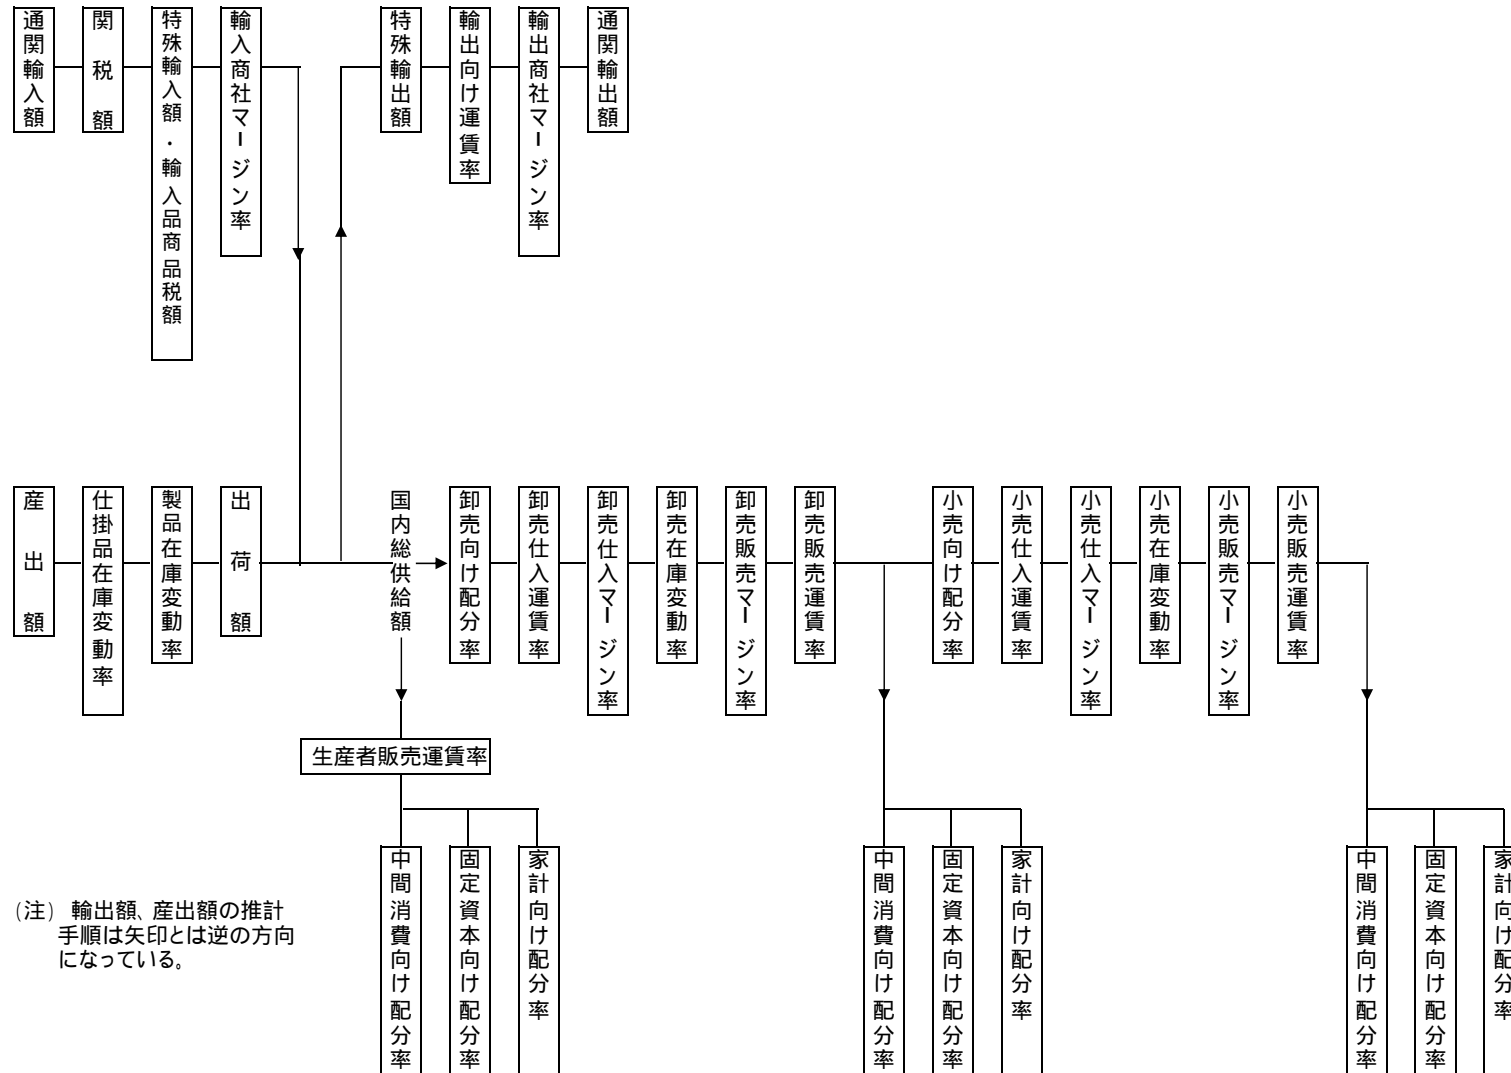 通関輸入額
関税額
特殊輸入額・輸入品商品税額
輸入商社マージン率
特殊輸出額
輸出向け運賃率
輸出商社マージン率
通関輸出額
産出額
仕掛品在庫変動率
製品在庫変動率
出荷額
国内総供給額
卸売向け配分率
卸売仕入運賃率
卸売仕入マージン率
卸売在庫変動率
卸売販売マージン率
卸売販売運賃率
小売向け配分率
小売仕入運賃率
小売仕入マージン率
小売在庫変動率
小売販売マージン率
小売販売運賃率
生産者販売運賃率
中間消費向け配分率
固定資本向け配分率
家計向け配分率
中間消費向け配分率
固定資本向け配分率
家計向け配分率
中間消費向け配分率
固定資本向け配分率
家計向け配分率
(注) 輸出額、産出額の推計
手順は矢印とは逆の方向
になっている。